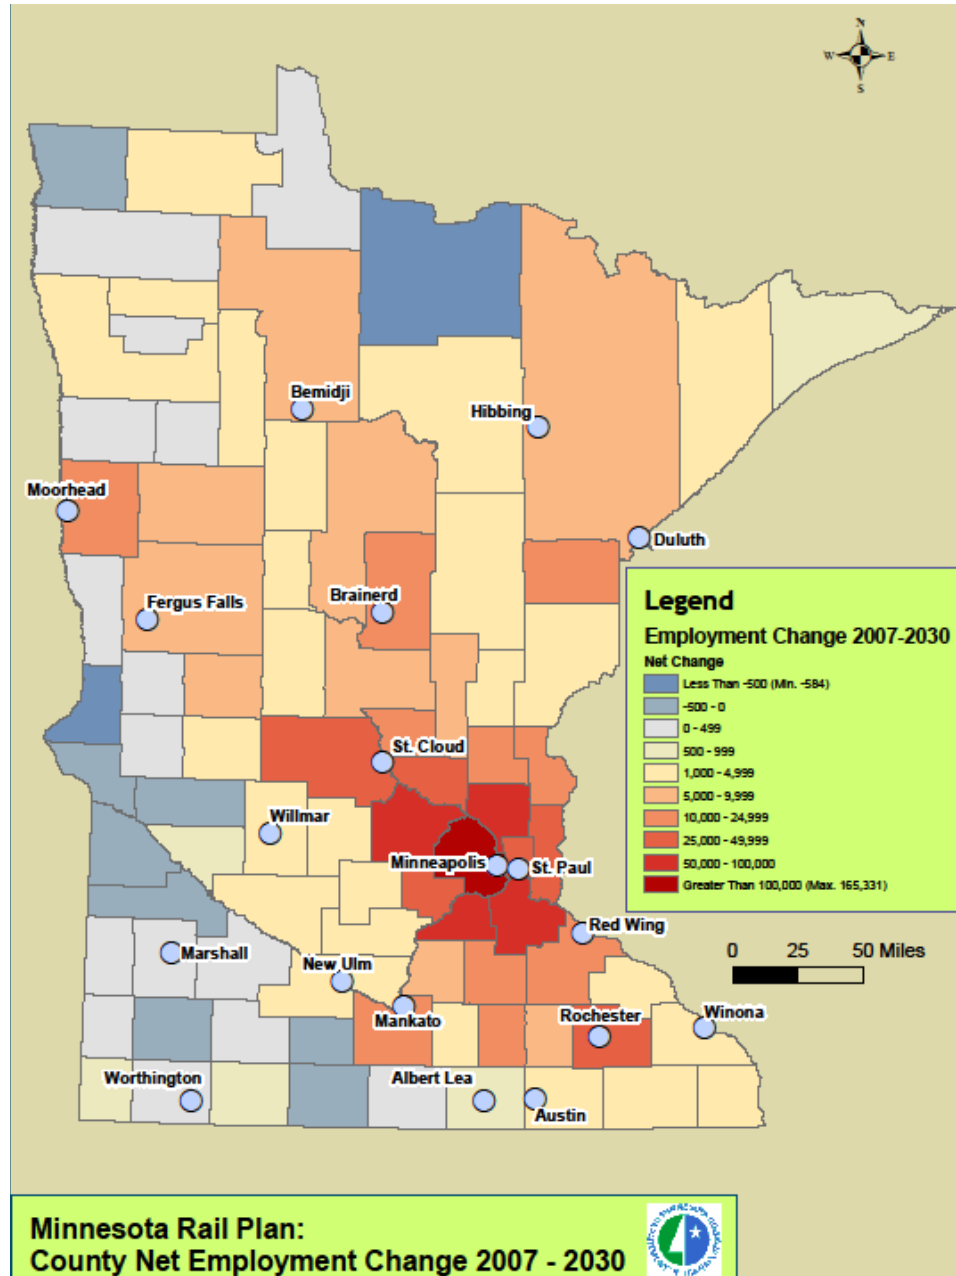 N
W E
S
Bemidji
Hibbing
Moorhead
Duluth
Fergus Falls
Brainerd
Legend
Employment Change 2007-2030
Net Change
Less Than -500 (Min. -584)
-500 - 0
0 - 499
500 - 999
1,000 - 4,999
5,000 - 9,999
10,000 - 24,999
25,000 - 49,999
50,000 - 100,000
Greater Than 100,000 (Max. 165,331)
St. Cloud
Willmar
Minneapolis
St. Paul
Red Wing
0 25 50 Miles
Marshall
New Ulm
Mankato
Rochester
Winona
Worthington
Albert Lea
Austin
Minnesota Rail Plan:
County Net Employment Change 2007 - 2030